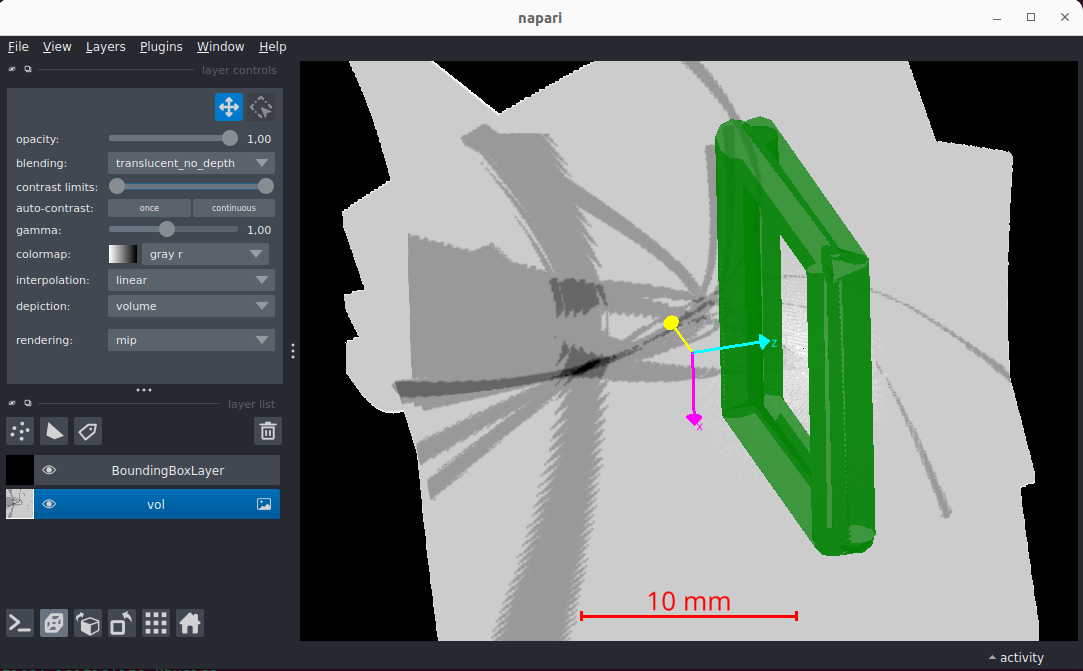 napari
File View Layers Plugins Window Help
layer controls
opacity: 1,00
blending: translucent_no_depth
contrast limits:
auto-contrast: once continuous
gamma: 1,00
colormap: gray r
interpolation: linear
depiction: volume
rendering: mip
layer list
BoundingBoxLayer
vol
z
x
10 mm
activity